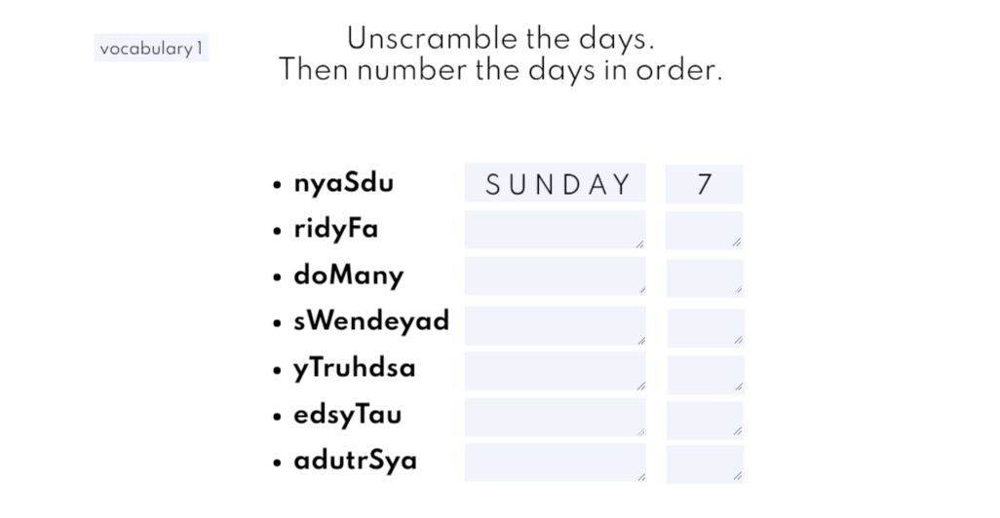 vocabulary 1
Unscramble the days.
Then number the days in order.
• nyaSdu SUNDAY 7
• ridyFa
• doMany
• sWendeyad
• yTruhdsa
• edsyTau
• adutrSya